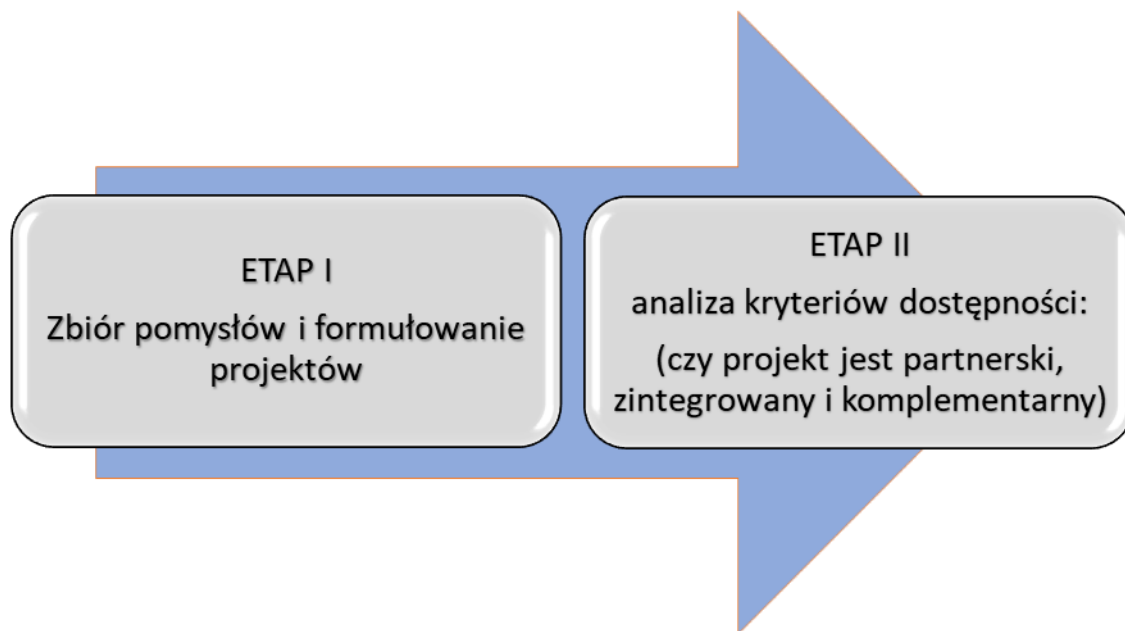 ETAP I
Zbiór pomysłów i formułowanie
projektów
ETAP II
analiza kryteriów dostępności:
(czy projekt jest partnerski,
zintegrowany i komplementarny)